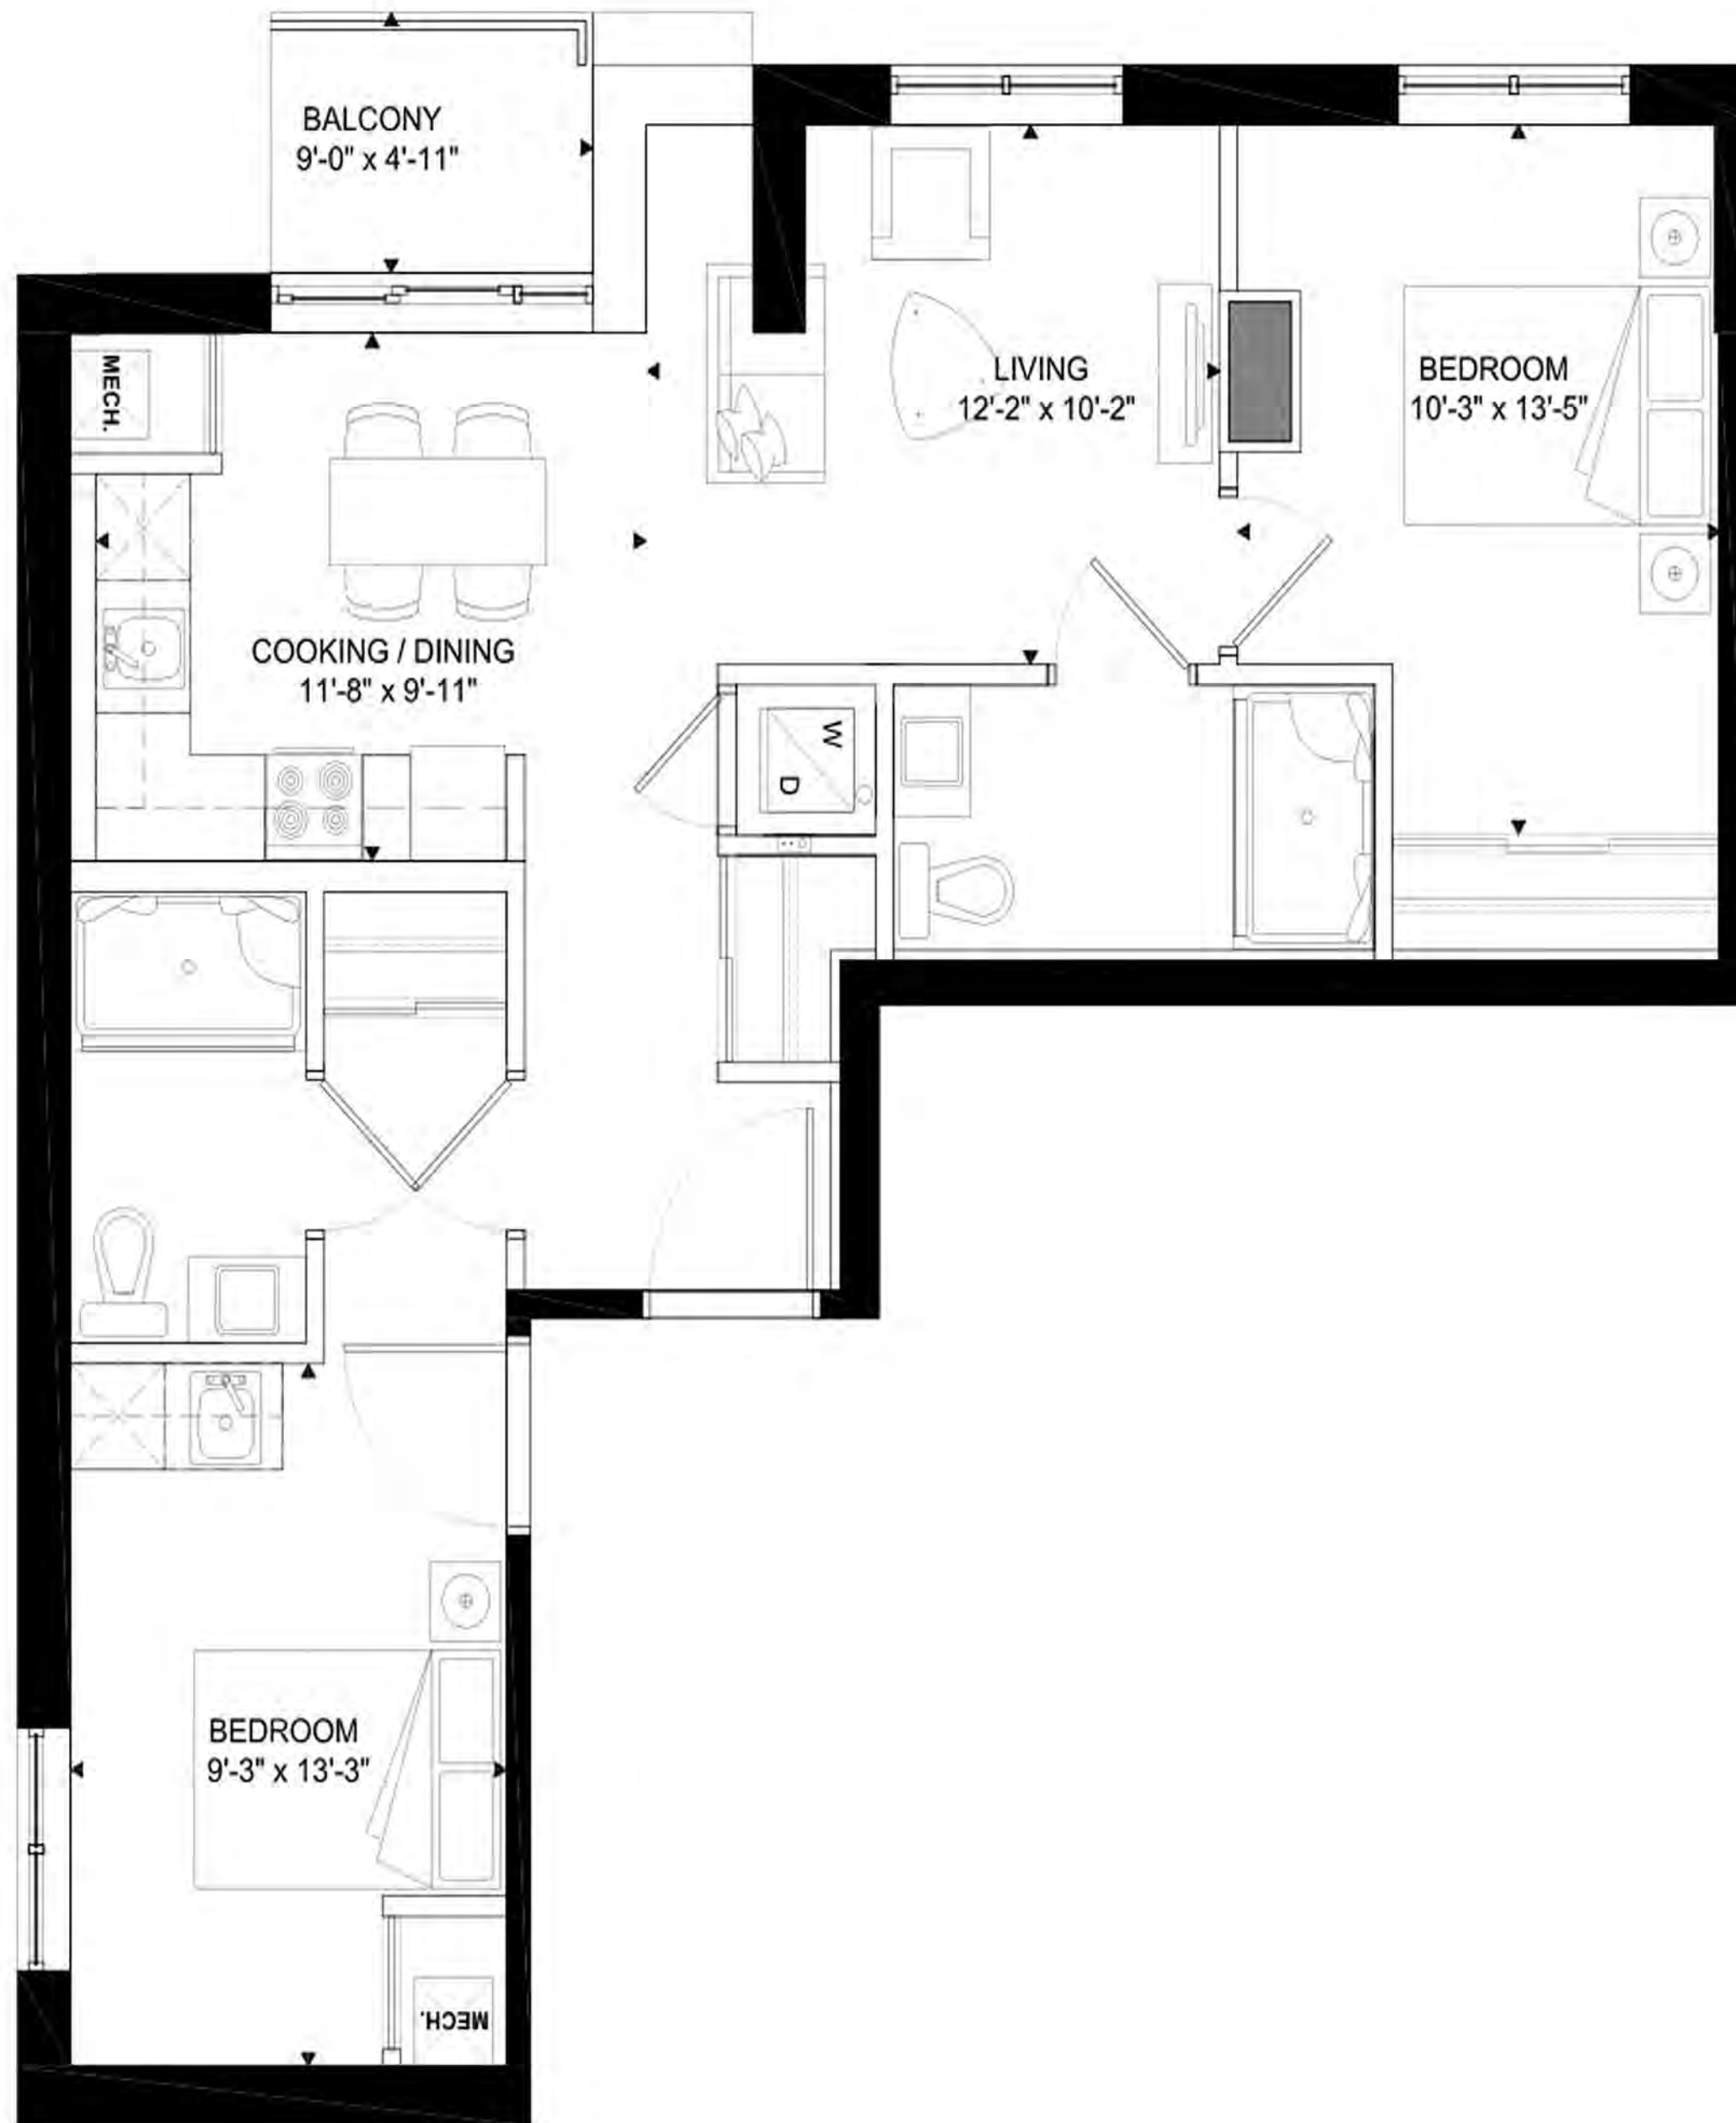 BALCONY
9'-0" x 4'-11"
MECH.
LIVING
12'-2" x 10'-2"
BEDROOM
10'-3" x 13'-5"
COOKING / DINING
11'-8" x 9'-11"
W
D
BEDROOM
9'-3" x 13'-3"
MECH.